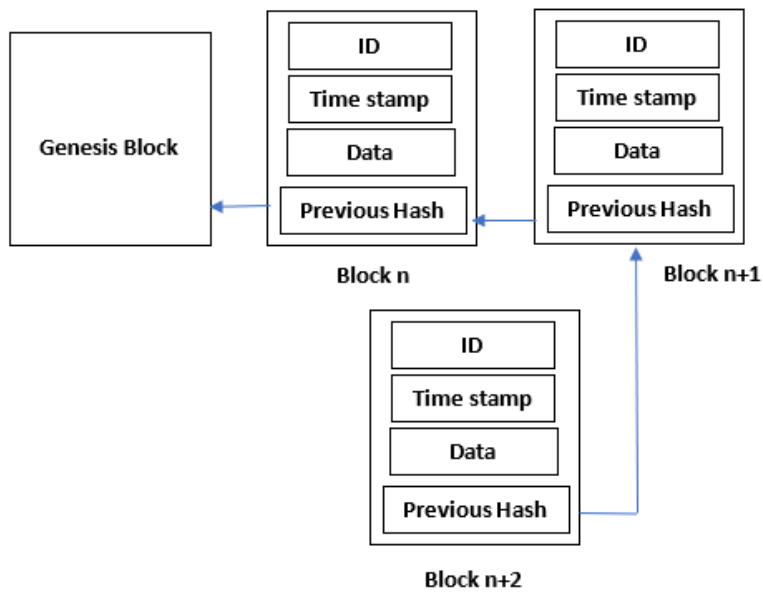 Genesis Block
ID
Time stamp
Data
Previous Hash
Block n
ID
Time stamp
Data
Previous Hash
Block n+1
ID
Time stamp
Data
Previous Hash
Block n+2